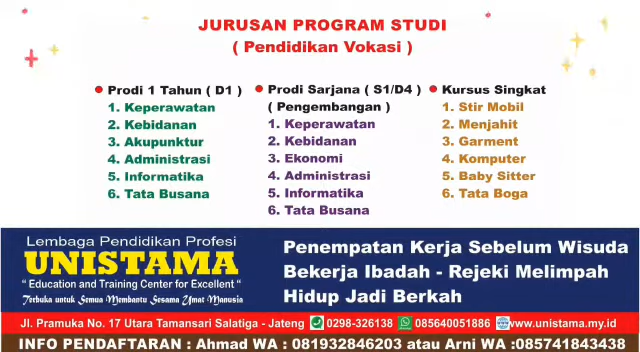 JURUSAN PROGRAM STUDI
( Pendidikan Vokasi )
Prodi 1 Tahun ( D1 )
1. Keperawatan
2. Kebidanan
3. Akupunktur
4. Administrasi
5. Informatika
6. Tata Busana
Prodi Sarjana ( S1/D4 )
( Pengembangan )
1. Keperawatan
2. Kebidanan
3. Ekonomi
4. Administrasi
5. Informatika
6. Tata Busana
Kursus Singkat
1. Stir Mobil
2. Menjahit
3. Garment
4. Komputer
5. Baby Sitter
6. Tata Boga
Lembaga Pendidikan Profesi
UNISTAMA
“ Education and Training Center for Excellent “
Terbuka untuk Semua Membantu Sesama Umat Manusia
Penempatan Kerja Sebelum Wisuda
Bekerja Ibadah - Rejeki Melimpah
Hidup Jadi Berkah
Jl. Pramuka No. 17 Utara Tamansari Salatiga - Jateng 0298-326138 085640051886 www.unistama.my.id
INFO PENDAFTARAN : Ahmad WA : 081932846203 atau Arni WA :085741843438